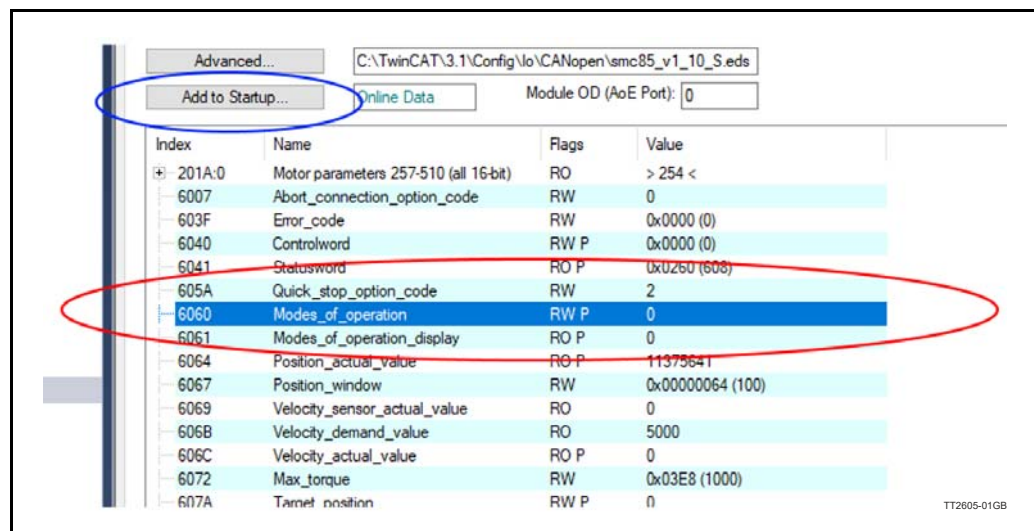 Advanced... C:\TwinCAT\3.1\Config\Io\CANopen\smc85_v1_10_S.eds
Add to Startup... Online Data Module OD (AoE Port): 0
Index Name Flags Value
201A:0 Motor parameters 257-510 (all 16-bit) RO > 254 <
6007 Abort_connection_option_code RW 0
603F Error_code RW 0x0000 (0)
6040 Controlword RW P 0x0000 (0)
6041 Statusword RO P 0x0260 (608)
605A Quick_stop_option_code RW 2
6060 Modes_of_operation RW P 0
6061 Modes_of_operation_display RO P 0
6064 Position_actual_value RO P 11375641
6067 Position_window RW 0x00000064 (100)
6069 Velocity_sensor_actual_value RO 0
606B Velocity_demand_value RO 5000
606C Velocity_actual_value RO P 0
6072 Max_torque RW 0x03E8 (1000)
607A Target_position RW P 0
TT2605-01GB